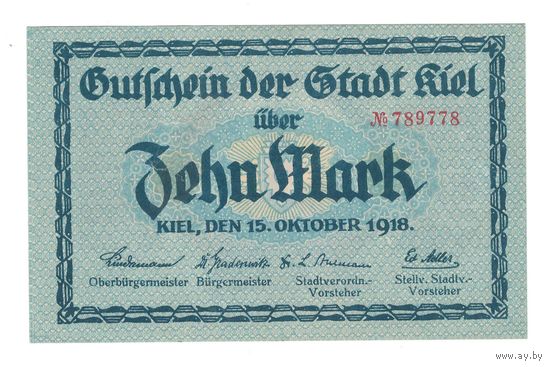 Gutschein der Stadt Kiel
über
№ 789778
Zehn Mark
KIEL, DEN 15. OKTOBER 1918.
Lindemann
Oberbürgermeister Bürgermeister Stadtverordn.- Stellv. Stadtv.-
Vorsteher Vorsteher
www.ay.by